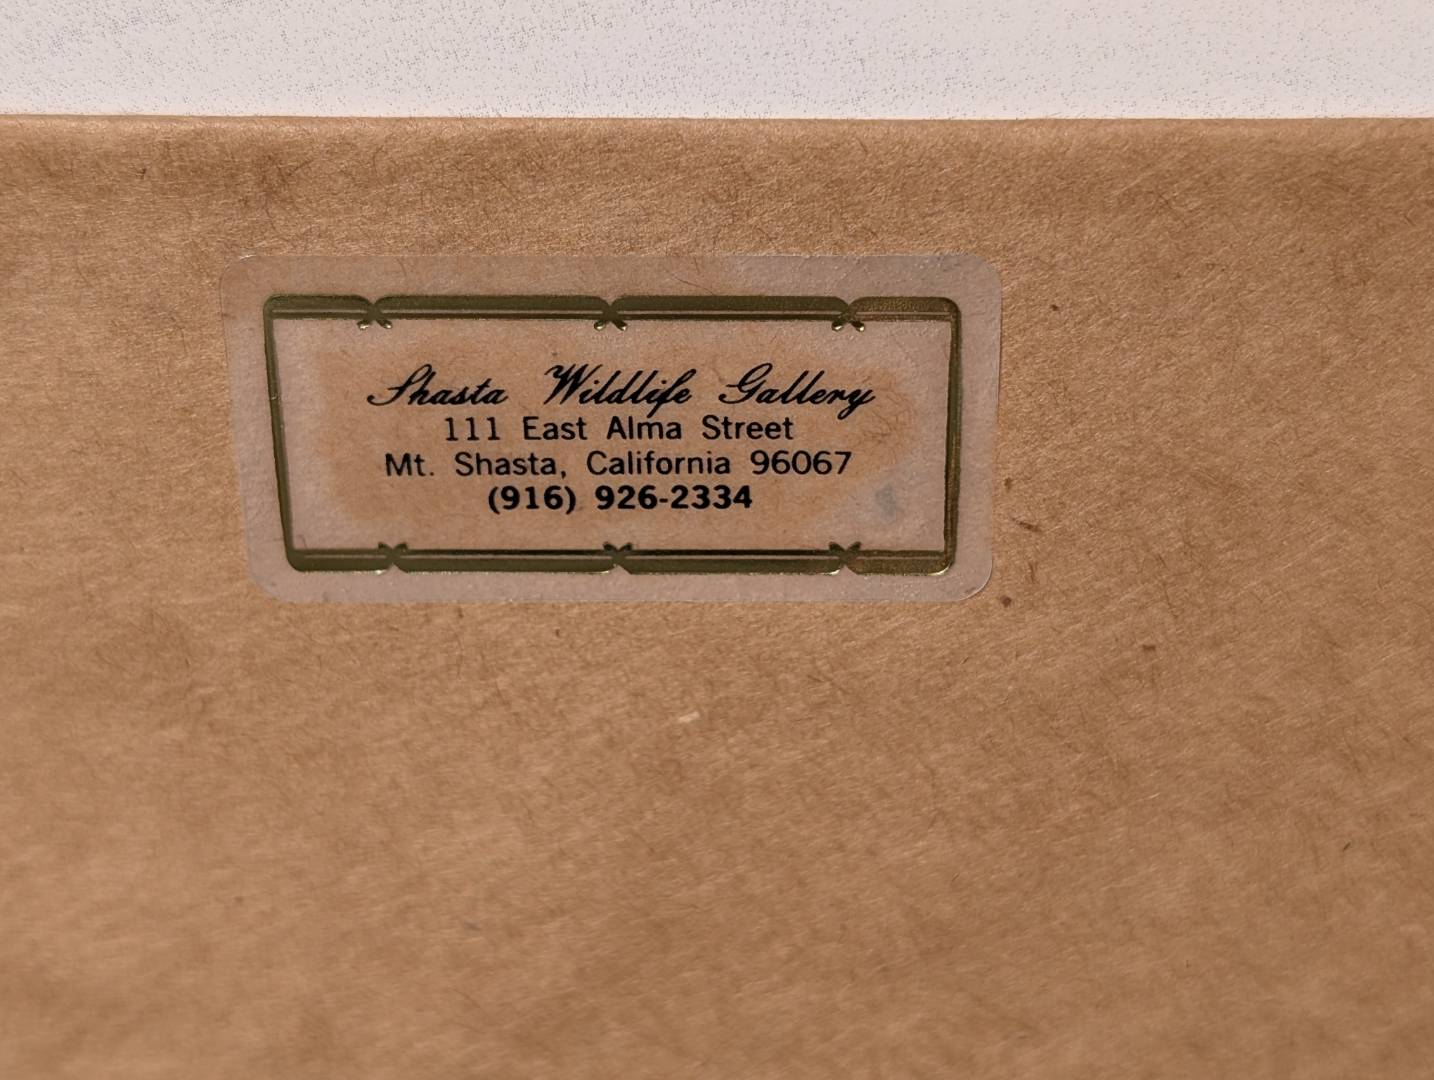 Shasta Wildlife Gallery
111 East Alma Street
Mt. Shasta, California 96067
(916) 926-2334